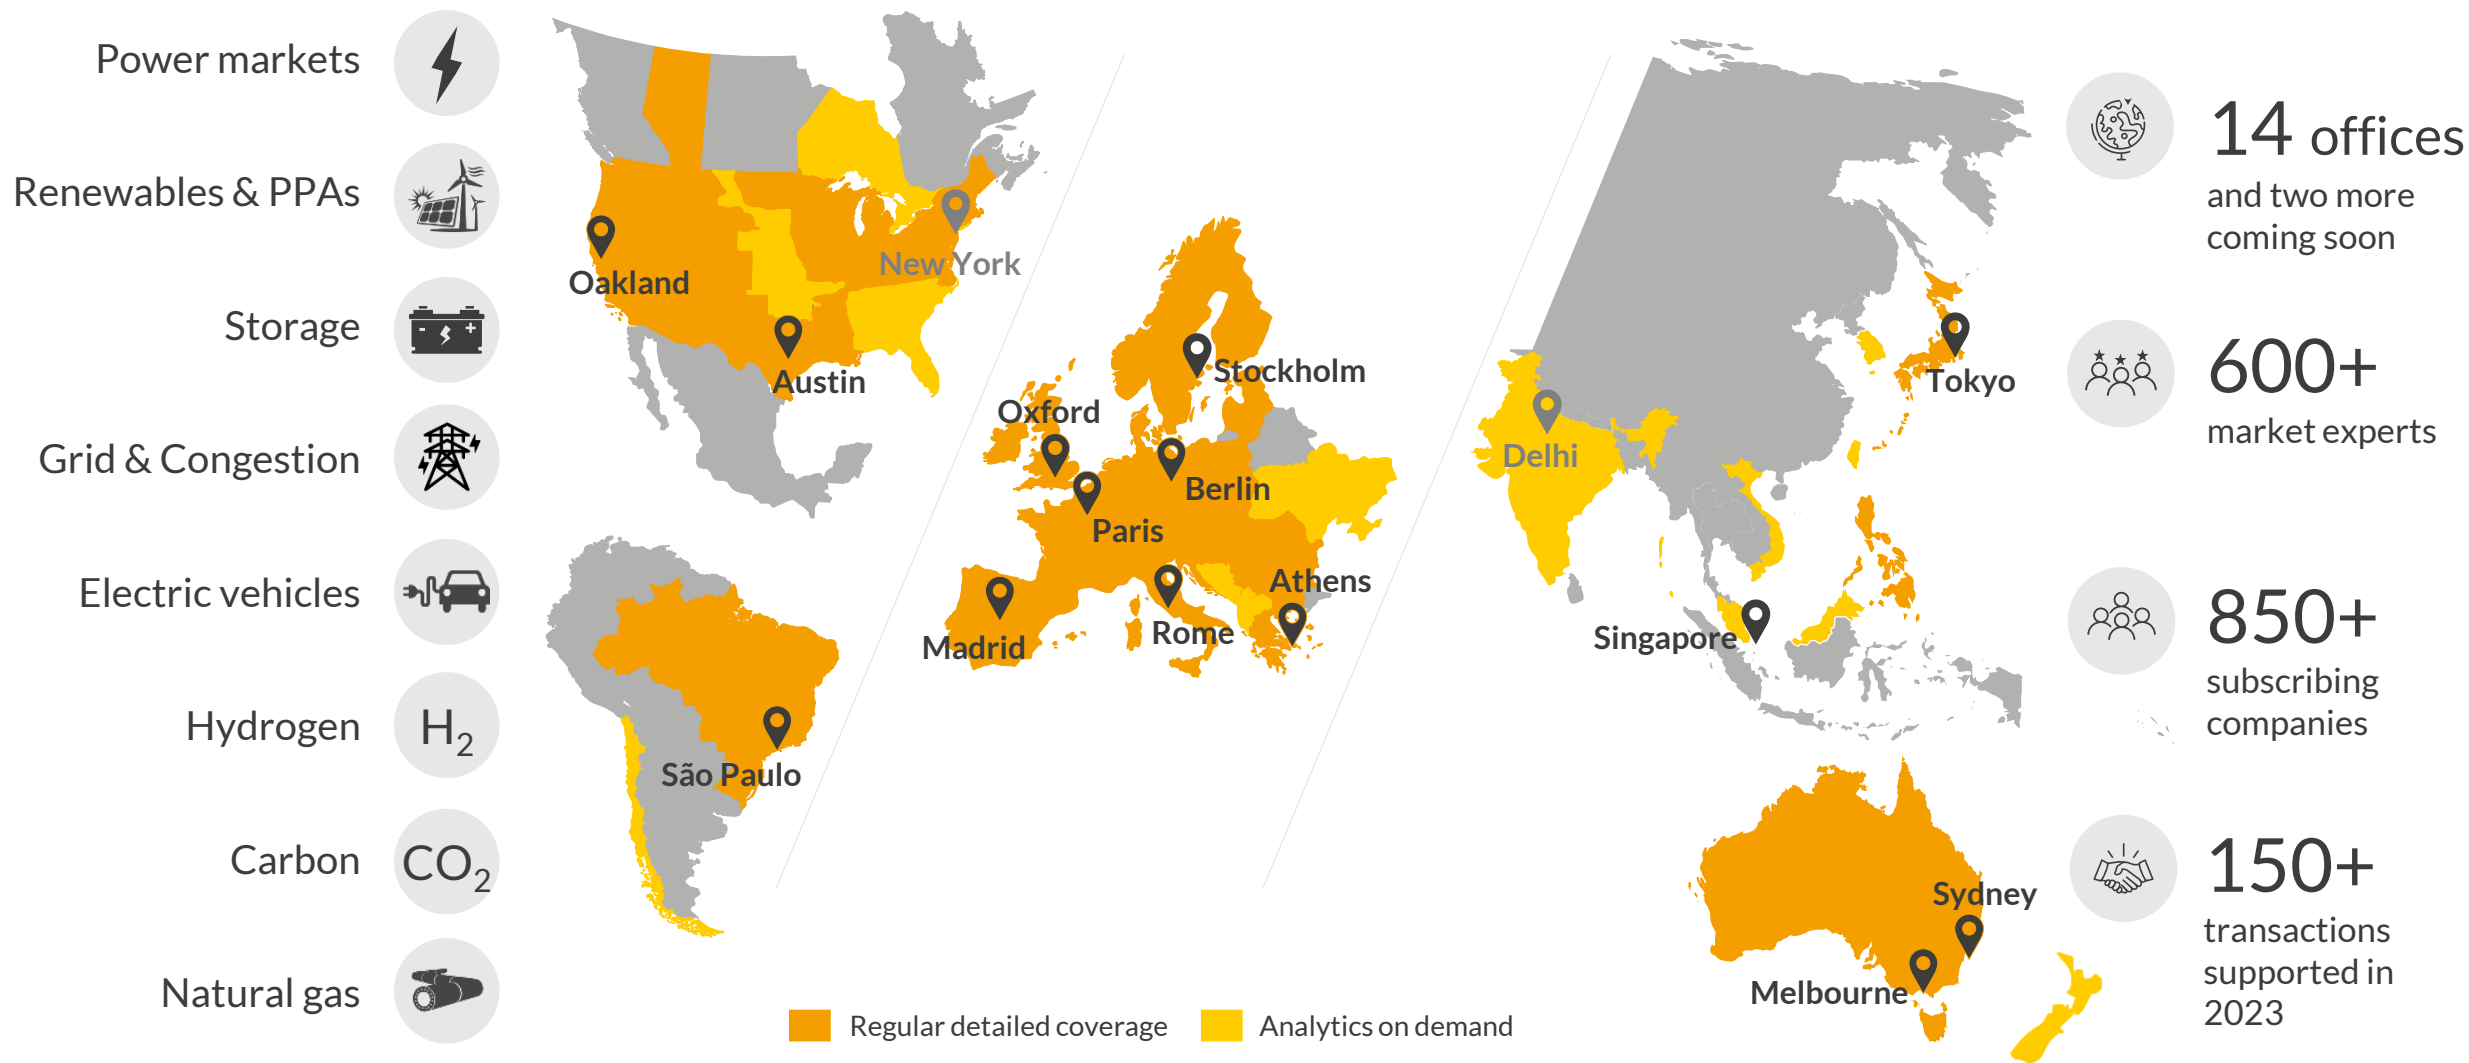 Power markets
Renewables & PPAs
Storage
Grid & Congestion
Electric vehicles
Hydrogen
H₂
Carbon
CO₂
Natural gas
Oakland
New York
Austin
São Paulo
Stockholm
Oxford
Berlin
Paris
Athens
Madrid
Rome
Delhi
Tokyo
Singapore
Sydney
Melbourne
Regular detailed coverage
Analytics on demand
14 offices
and two more
coming soon
600+
market experts
850+
subscribing
companies
150+
transactions
supported in
2023